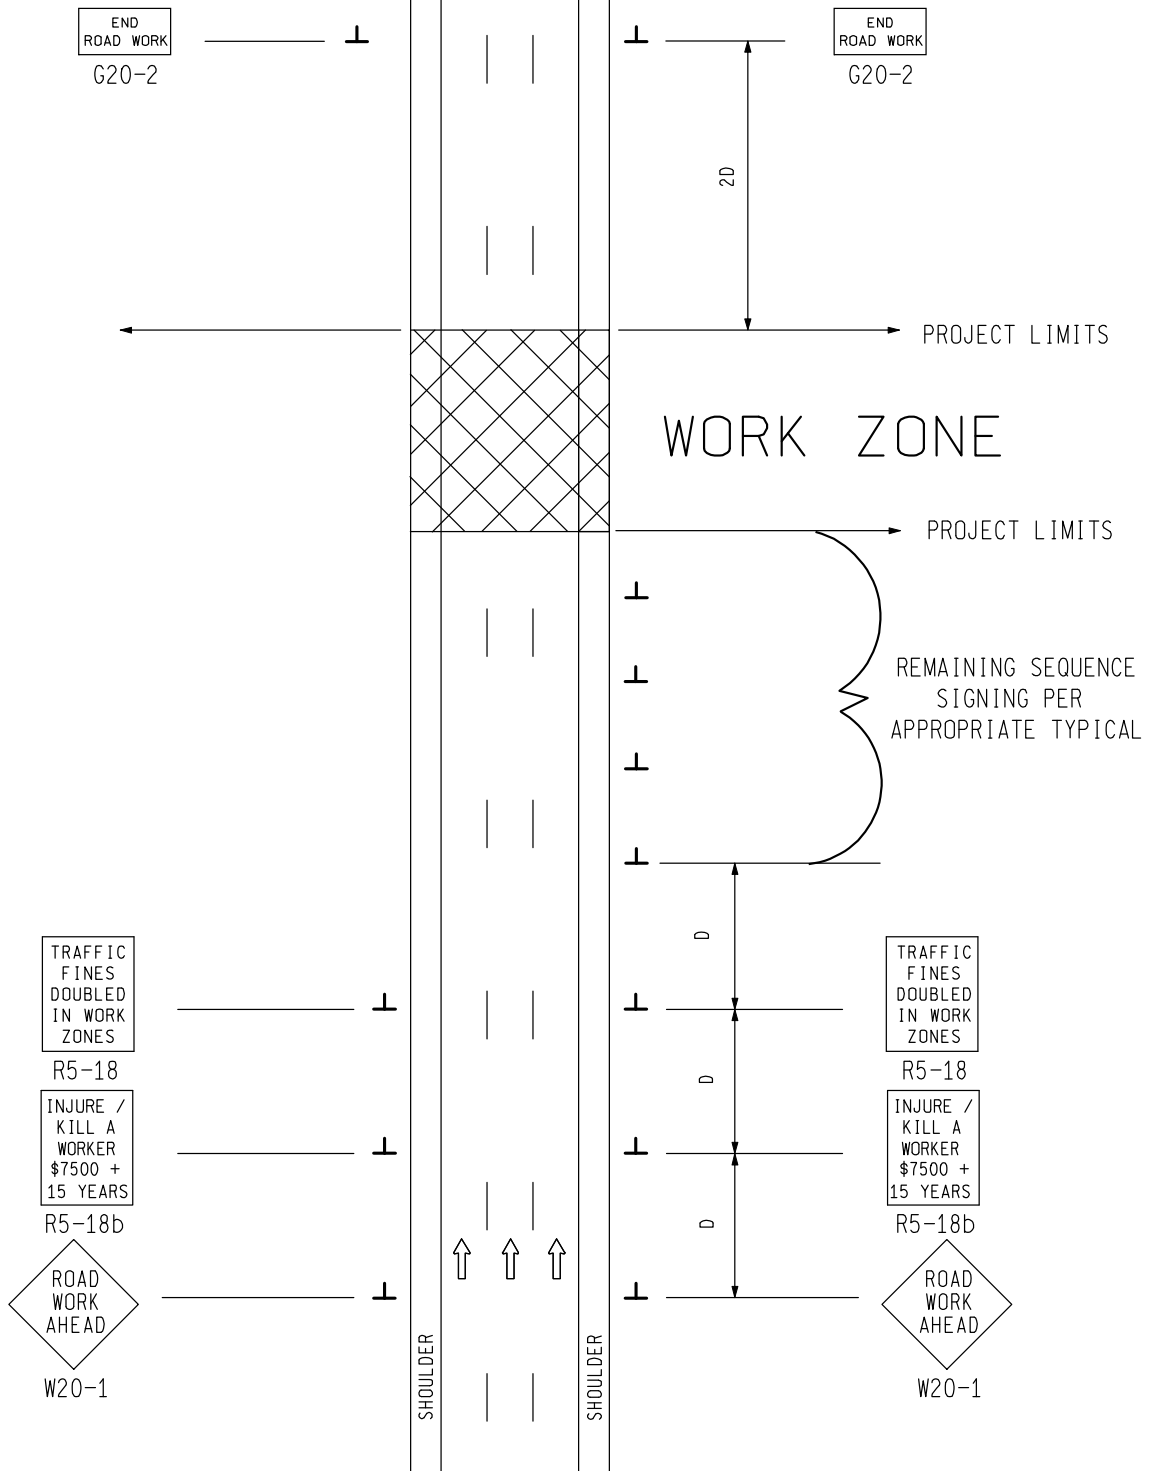 END
ROAD WORK
G20-2
END
ROAD WORK
G20-2
2D
PROJECT LIMITS
WORK ZONE
PROJECT LIMITS
REMAINING SEQUENCE
SIGNING PER
APPROPRIATE TYPICAL
D
TRAFFIC
FINES
DOUBLED
IN WORK
ZONES
R5-18
TRAFFIC
FINES
DOUBLED
IN WORK
ZONES
R5-18
D
INJURE /
KILL A
WORKER
$7500 +
15 YEARS
R5-18b
INJURE /
KILL A
WORKER
$7500 +
15 YEARS
R5-18b
D
ROAD
WORK
AHEAD
W20-1
ROAD
WORK
AHEAD
W20-1
SHOULDER
SHOULDER